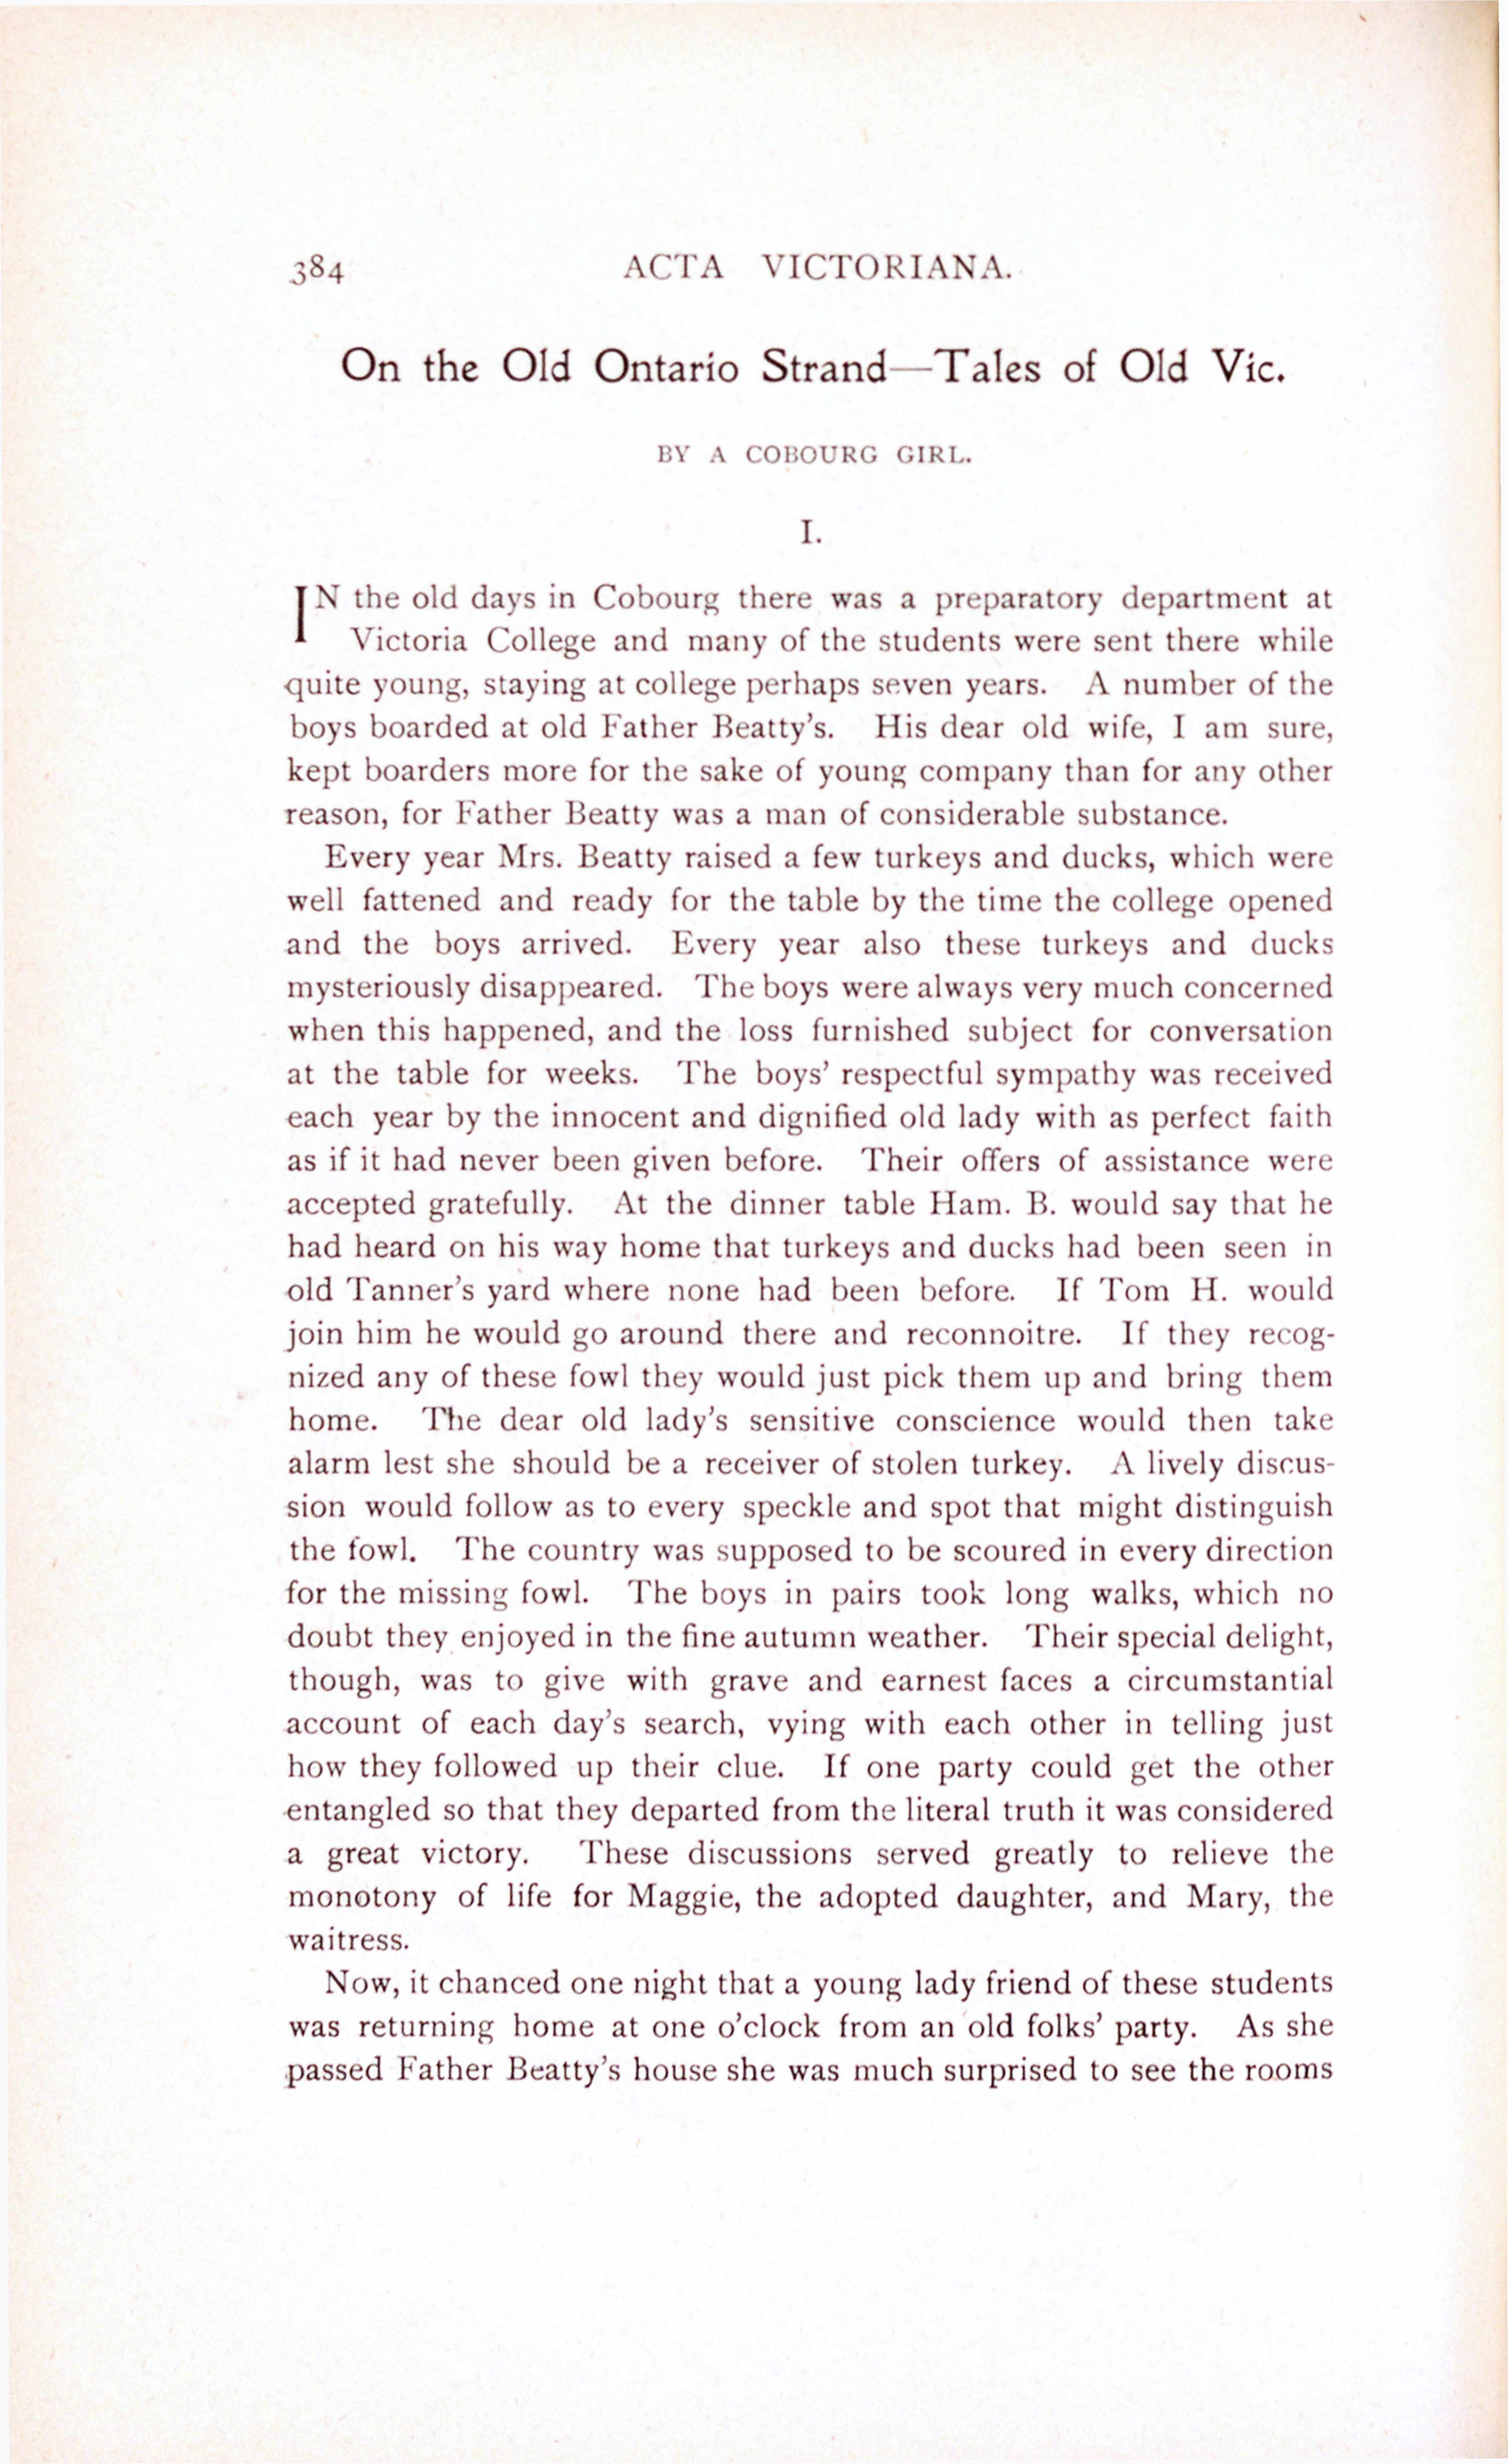 384 ACTA VICTORIANA.
On the Old Ontario Strand—Tales of Old Vic.
BY A COBOURG GIRL.
I.
IN the old days in Cobourg there was a preparatory department at
Victoria College and many of the students were sent there while
quite young, staying at college perhaps seven years. A number of the
boys boarded at old Father Beatty's. His dear old wife, I am sure,
kept boarders more for the sake of young company than for any other
reason, for Father Beatty was a man of considerable substance.
Every year Mrs. Beatty raised a few turkeys and ducks, which were
well fattened and ready for the table by the time the college opened
and the boys arrived. Every year also these turkeys and ducks
mysteriously disappeared. The boys were always very much concerned
when this happened, and the loss furnished subject for conversation
at the table for weeks. The boys' respectful sympathy was received
each year by the innocent and dignified old lady with as perfect faith
as if it had never been given before. Their offers of assistance were
accepted gratefully. At the dinner table Ham. B. would say that he
had heard on his way home that turkeys and ducks had been seen in
old Tanner's yard where none had been before. If Tom H. would
join him he would go around there and reconnoitre. If they recog-
nized any of these fowl they would just pick them up and bring them
home. The dear old lady's sensitive conscience would then take
alarm lest she should be a receiver of stolen turkey. A lively discus-
sion would follow as to every speckle and spot that might distinguish
the fowl. The country was supposed to be scoured in every direction
for the missing fowl. The boys in pairs took long walks, which no
doubt they enjoyed in the fine autumn weather. Their special delight,
though, was to give with grave and earnest faces a circumstantial
account of each day's search, vying with each other in telling just
how they followed up their clue. If one party could get the other
entangled so that they departed from the literal truth it was considered
a great victory. These discussions served greatly to relieve the
monotony of life for Maggie, the adopted daughter, and Mary, the
waitress.
Now, it chanced one night that a young lady friend of these students
was returning home at one o'clock from an old folks' party. As she
passed Father Beatty's house she was much surprised to see the rooms